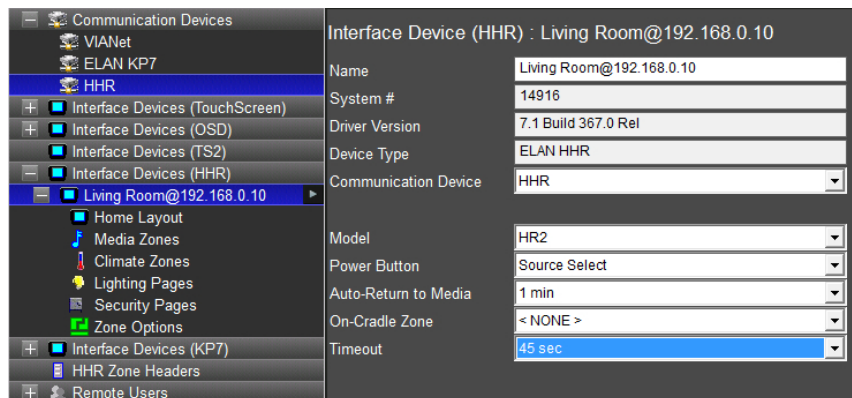 Communication Devices
VIANet
ELAN KP7
HHR
Interface Devices (TouchScreen)
Interface Devices (OSD)
Interface Devices (TS2)
Interface Devices (HHR)
Living Room@192.168.0.10
Home Layout
Media Zones
Climate Zones
Lighting Pages
Security Pages
Zone Options
Interface Devices (KP7)
HHR Zone Headers
Remote Users
Interface Device (HHR) : Living Room@192.168.0.10
Name Living Room@192.168.0.10
System # 14916
Driver Version 7.1 Build 367.0 Rel
Device Type ELAN HHR
Communication Device HHR
Model HR2
Power Button Source Select
Auto-Return to Media 1 min
On-Cradle Zone < NONE >
Timeout 45 sec